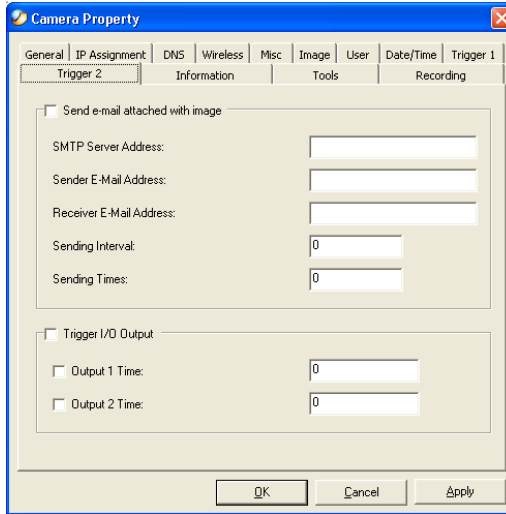 Camera Property
General IP Assignment DNS Wireless Misc Image User Date/Time Trigger 1
Trigger 2 Information Tools Recording
Send e-mail attached with image
SMTP Server Address:
Sender E-Mail Address:
Receiver E-Mail Address:
Sending Interval: 0
Sending Times: 0
Trigger I/O Output
Output 1 Time: 0
Output 2 Time: 0
OK Cancel Apply